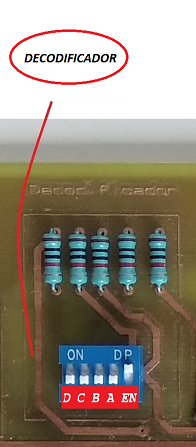 DECODIFICADOR
Decodificador
ON DP
D C B A EN